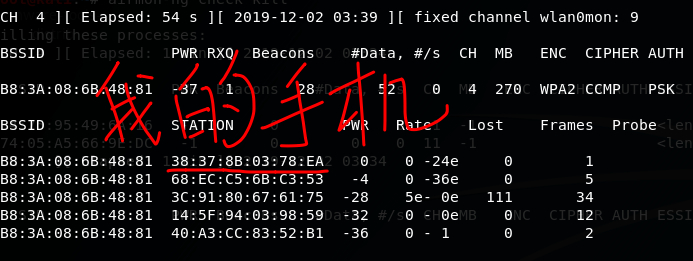 CH 4 ][ Elapsed: 54 s ][ 2019-12-02 03:39 ][ fixed channel wlan0mon: 9
illing these processes:
BSSID PWR RXQ Beacons #Data, #/s CH MB ENC CIPHER AUTH
B8:3A:08:6B:48:81 -37 1 28 52 0 4 270 WPA2 CCMP PSK
我的手机
BSSID STATION PWR Rate Lost Frames Probe
B8:3A:08:6B:48:81 38:37:8B:03:78:EA 0 0 -24e 0 1
B8:3A:08:6B:48:81 68:EC:C5:6B:C3:53 -4 0 -36e 0 5
B8:3A:08:6B:48:81 3C:91:80:67:61:75 -28 5e- 0e 111 34
B8:3A:08:6B:48:81 14:5F:94:03:98:59 -32 0 - 0e 0 12
B8:3A:08:6B:48:81 40:A3:CC:83:52:B1 -36 0 - 1 0 2